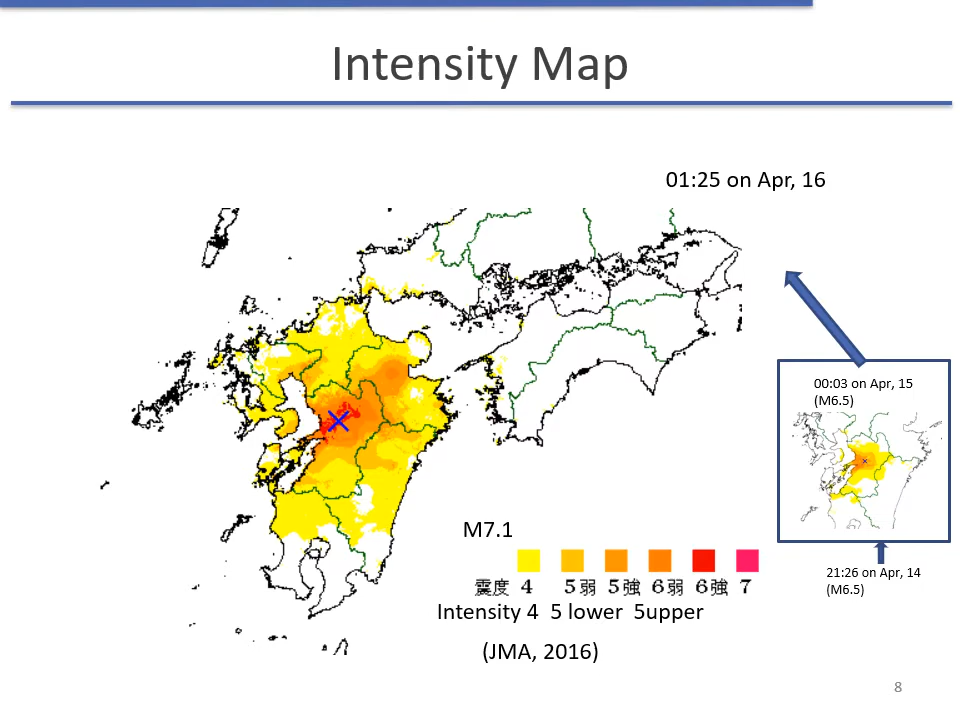 Intensity Map
01:25 on Apr, 16
00:03 on Apr, 15
(M6.5)
M7.1
震度 4 5弱 5強 6弱 6強 7
21:26 on Apr, 14
(M6.5)
Intensity 4 5 lower 5upper
(JMA, 2016)
8